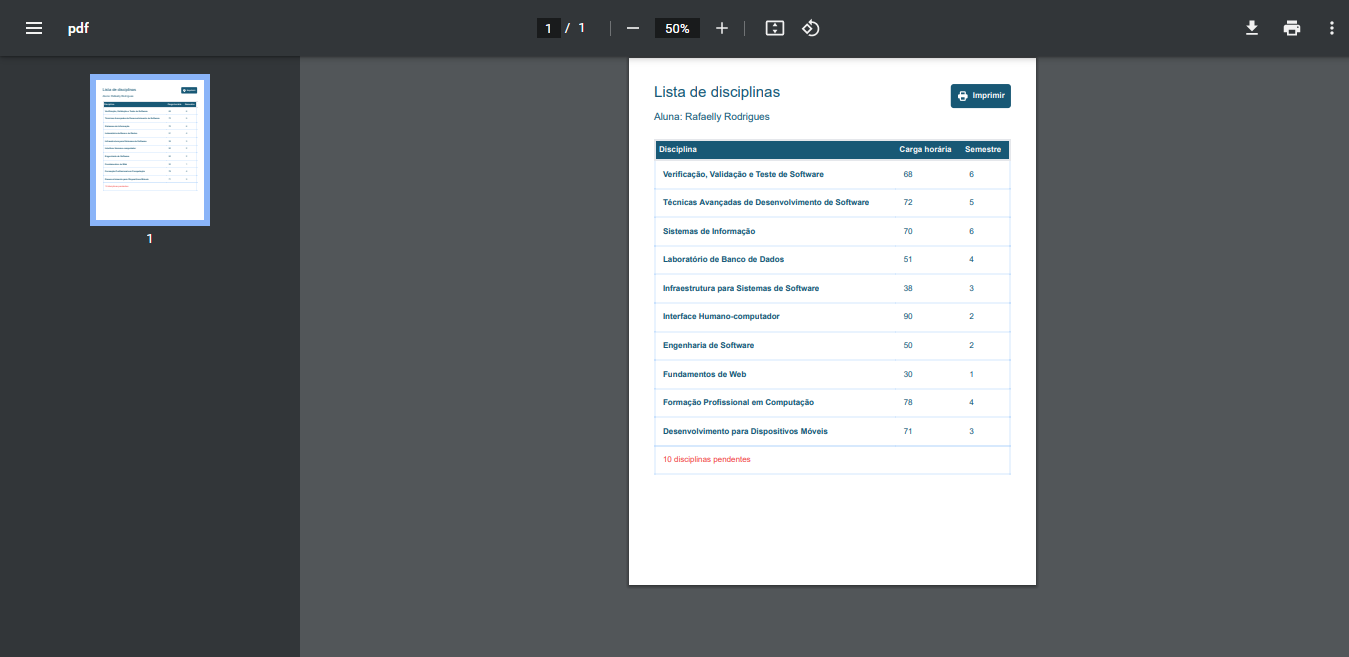 pdf
1 / 1
50%
Lista de disciplinas
Imprimir
Aluna: Rafaelly Rodrigues
Disciplina Carga horária Semestre
Verificação, Validação e Teste de Software 68 6
Técnicas Avançadas de Desenvolvimento de Software 72 5
Sistemas de Informação 70 6
Laboratório de Banco de Dados 51 4
Infraestrutura para Sistemas de Software 38 3
Interface Humano-computador 90 2
Engenharia de Software 50 2
Fundamentos de Web 30 1
Formação Profissional em Computação 78 4
Desenvolvimento para Dispositivos Móveis 71 3
10 disciplinas pendentes
1